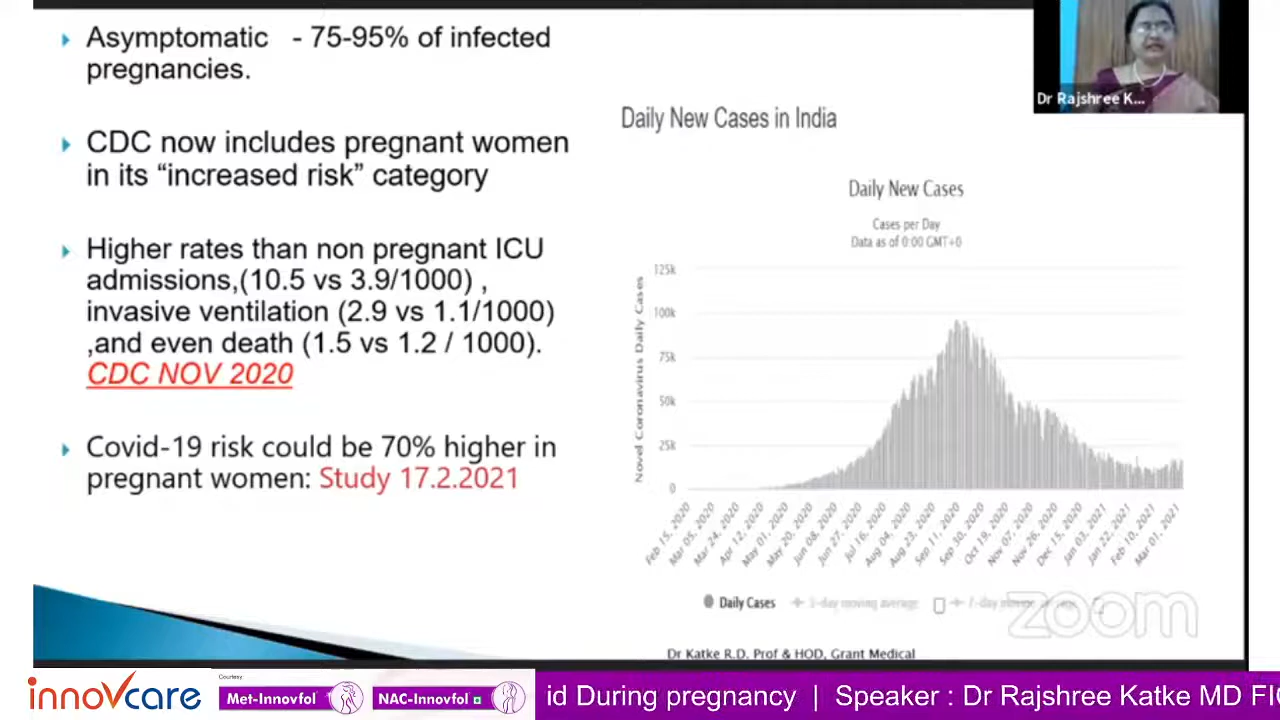 Asymptomatic - 75-95% of infected
pregnancies.
CDC now includes pregnant women
in its “increased risk” category
Higher rates than non pregnant ICU
admissions,(10.5 vs 3.9/1000) ,
invasive ventilation (2.9 vs 1.1/1000)
,and even death (1.5 vs 1.2 / 1000).
CDC NOV 2020
Covid-19 risk could be 70% higher in
pregnant women: Study 17.2.2021
Dr Rajshree K...
Daily New Cases in India
Daily New Cases
Cases per Day
Data as of 0:00 GMT+0
Novel Coronavirus Daily Cases
125k
100k
75k
50k
25k
0
Feb 15, 2020
Mar 05, 2020
Mar 24, 2020
Apr 12, 2020
May 01, 2020
May 20, 2020
Jun 08, 2020
Jun 27, 2020
Jul 16, 2020
Aug 04, 2020
Aug 23, 2020
Sep 11, 2020
Sep 30, 2020
Oct 19, 2020
Nov 07, 2020
Nov 26, 2020
Dec 15, 2020
Jan 03, 2021
Jan 22, 2021
Feb 10, 2021
Mar 01, 2021
Daily Cases 3-day moving average 7-day moving average
zoom
Dr Katke R.D. Prof & HOD, Grant Medical
innovcare
Courtesy
Met-Innovfol
NAC-Innovfol
id During pregnancy | Speaker : Dr Rajshree Katke MD FIC